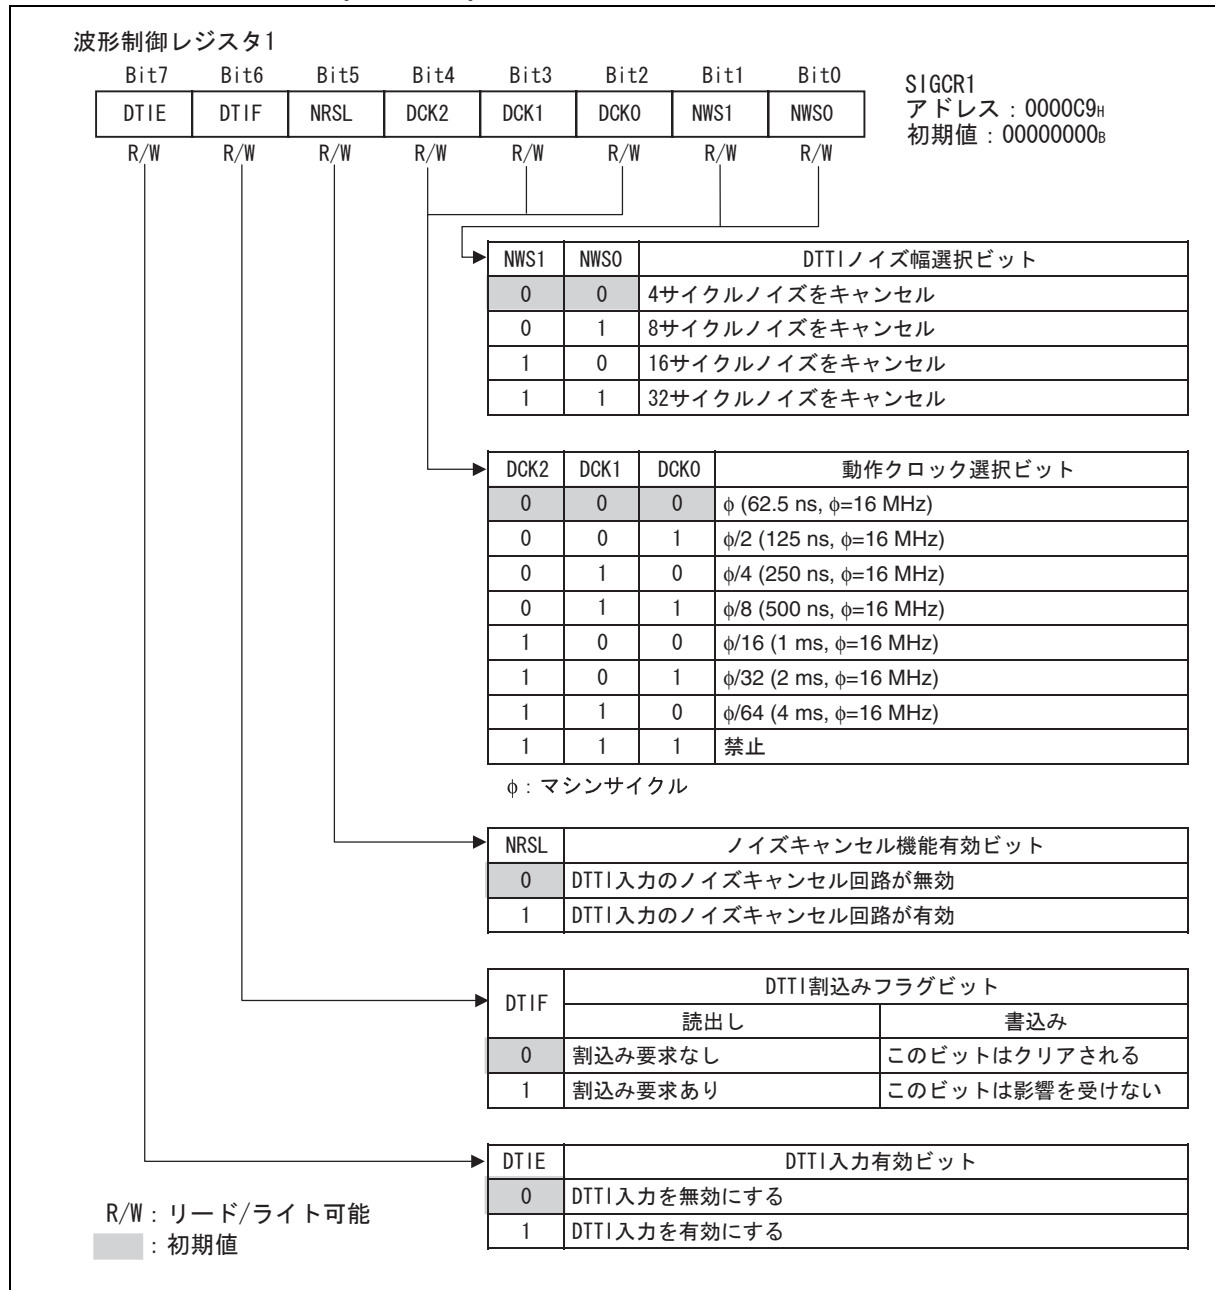 波形制御レジスタ1
Bit7 Bit6 Bit5 Bit4 Bit3 Bit2 Bit1 Bit0
DTIE DTIF NRSL DCK2 DCK1 DCK0 NWS1 NWS0
R/W R/W R/W R/W R/W R/W R/W R/W
SIGCR1
アドレス：0000C9H
初期値：00000000B
NWS1 NWS0 DTTIノイズ幅選択ビット
0 0 4サイクルノイズをキャンセル
0 1 8サイクルノイズをキャンセル
1 0 16サイクルノイズをキャンセル
1 1 32サイクルノイズをキャンセル
DCK2 DCK1 DCK0 動作クロック選択ビット
0 0 0 φ (62.5 ns, φ=16 MHz)
0 0 1 φ/2 (125 ns, φ=16 MHz)
0 1 0 φ/4 (250 ns, φ=16 MHz)
0 1 1 φ/8 (500 ns, φ=16 MHz)
1 0 0 φ/16 (1 ms, φ=16 MHz)
1 0 1 φ/32 (2 ms, φ=16 MHz)
1 1 0 φ/64 (4 ms, φ=16 MHz)
1 1 1 禁止
φ：マシンサイクル
NRSL ノイズキャンセル機能有効ビット
0 DTTI入力のノイズキャンセル回路が無効
1 DTTI入力のノイズキャンセル回路が有効
DTIF DTTI割込みフラグビット
読出し 書込み
0 割込み要求なし このビットはクリアされる
1 割込み要求あり このビットは影響を受けない
DTIE DTTI入力有効ビット
0 DTTI入力を無効にする
1 DTTI入力を有効にする
R/W：リード/ライト可能
：初期値